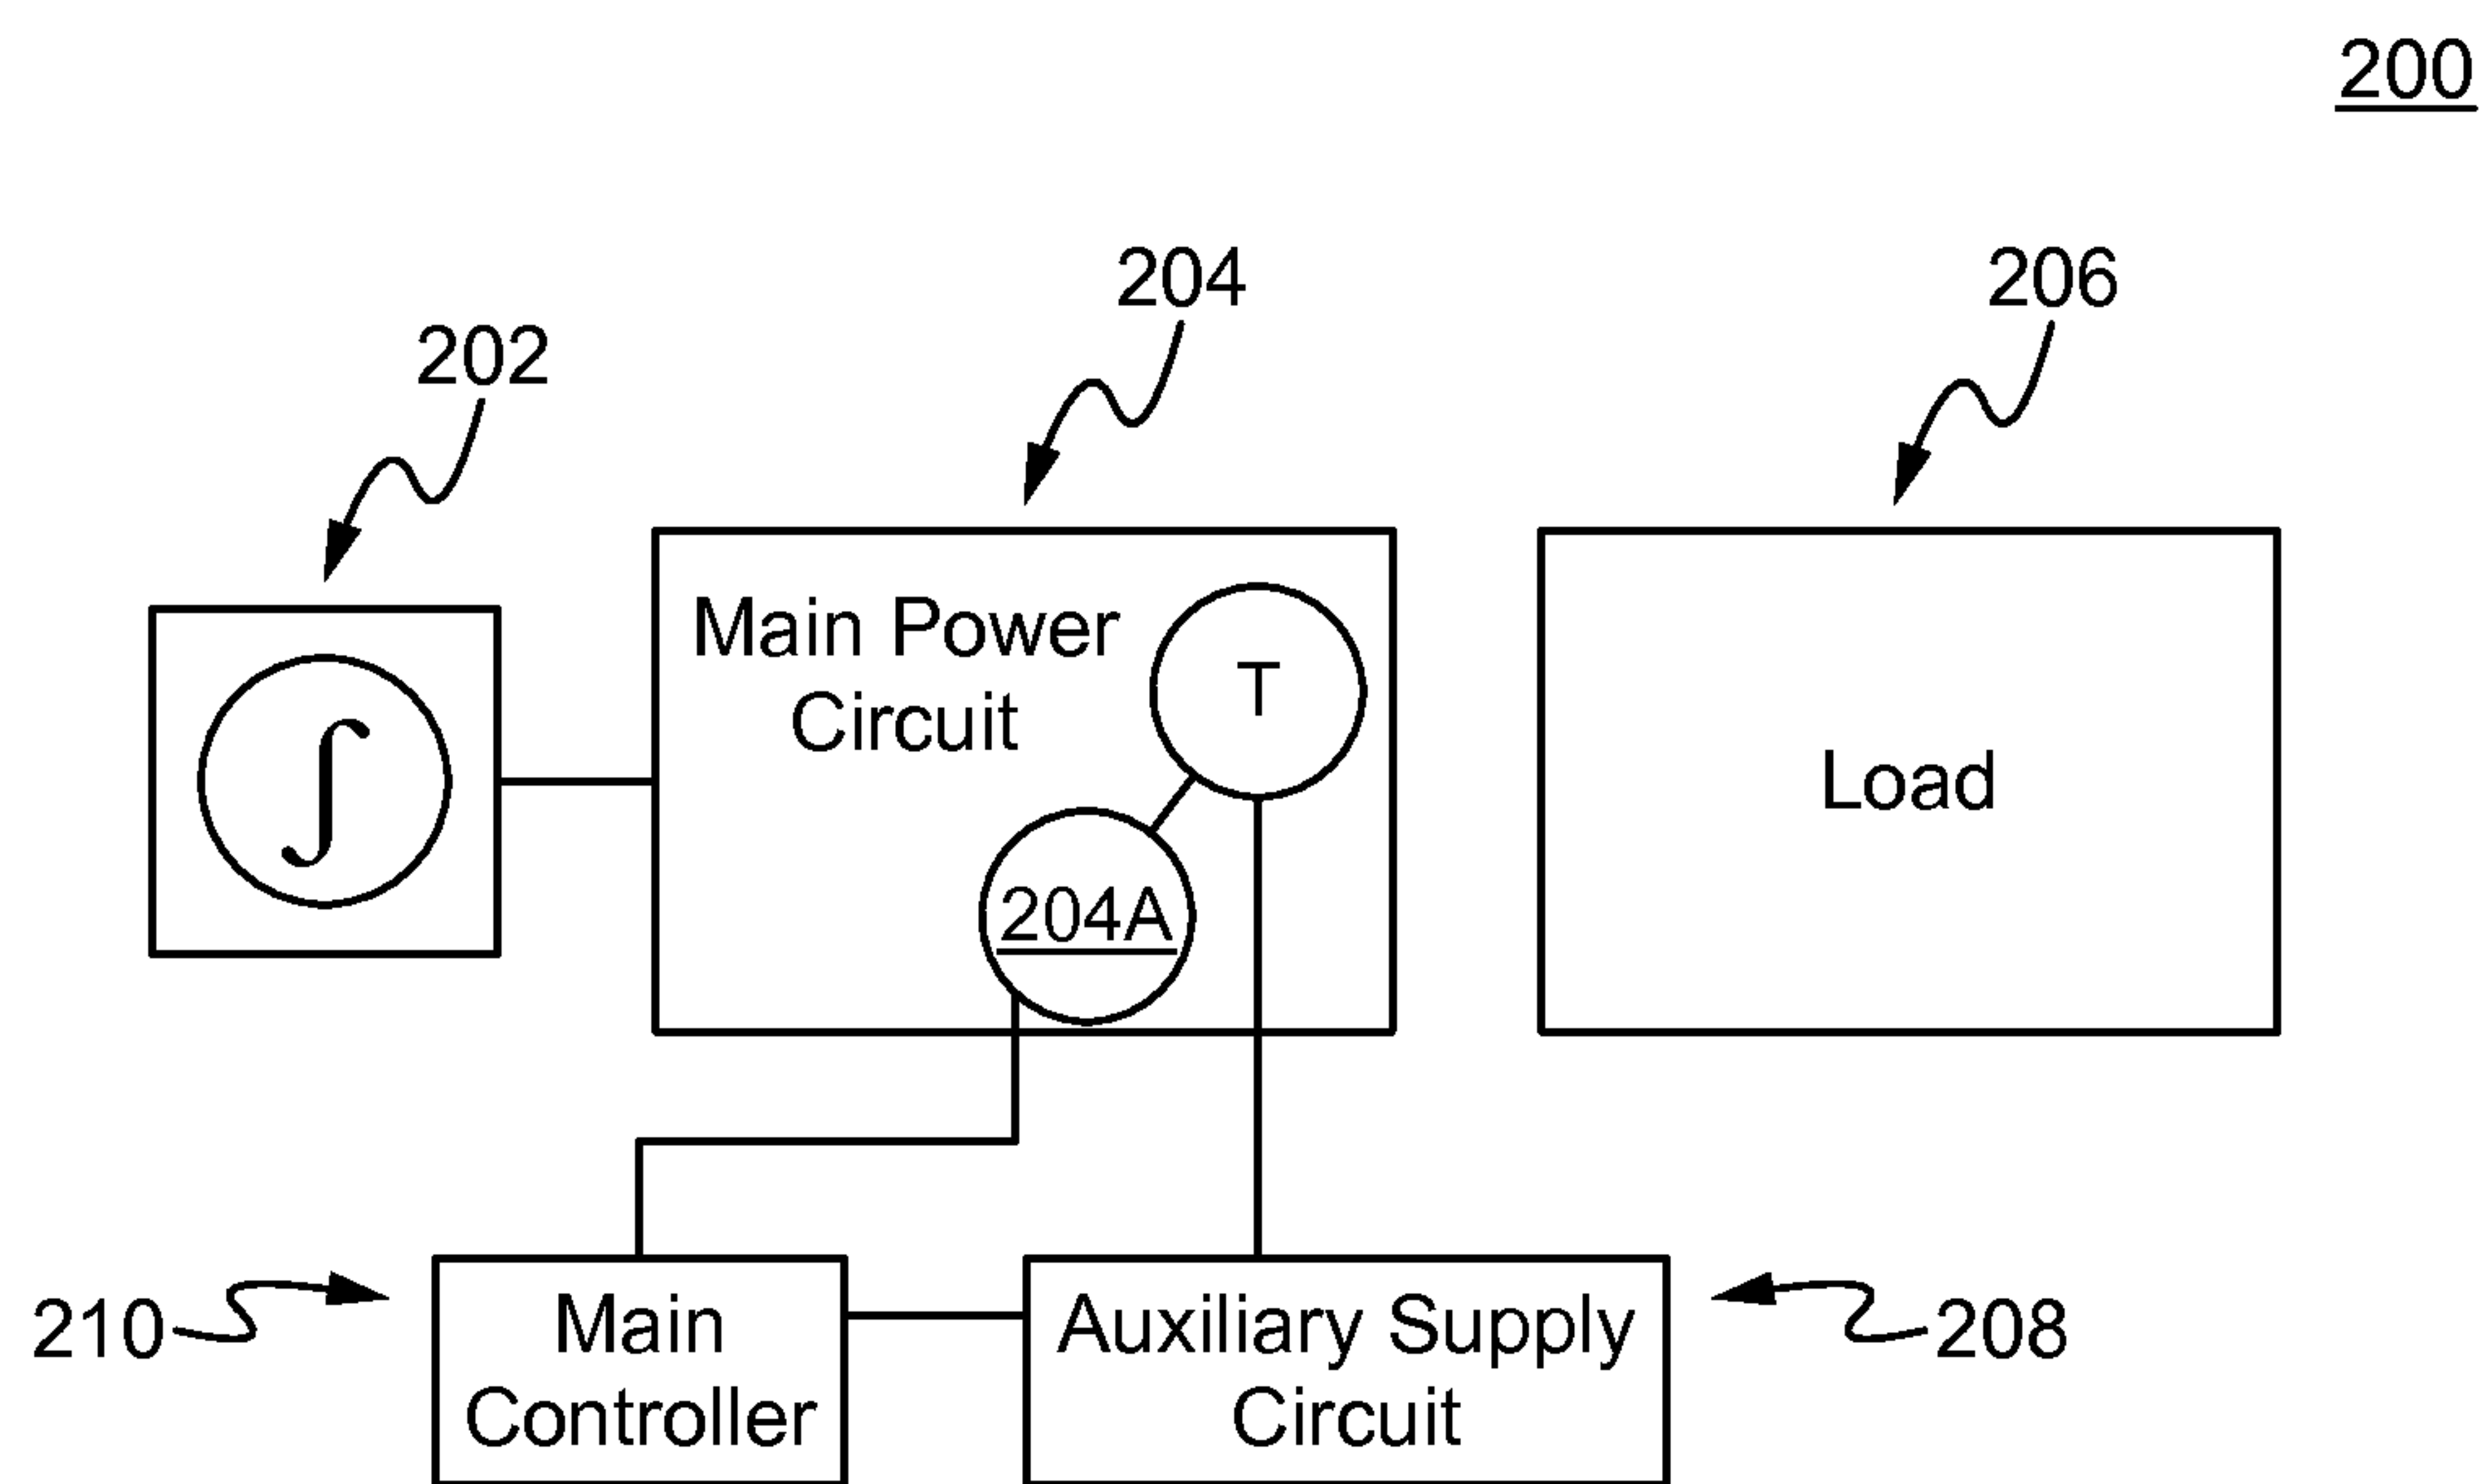 200
204
206
202
Main Power
Circuit
T
∫
Load
204A
210
Main
Controller
Auxiliary Supply
Circuit
208